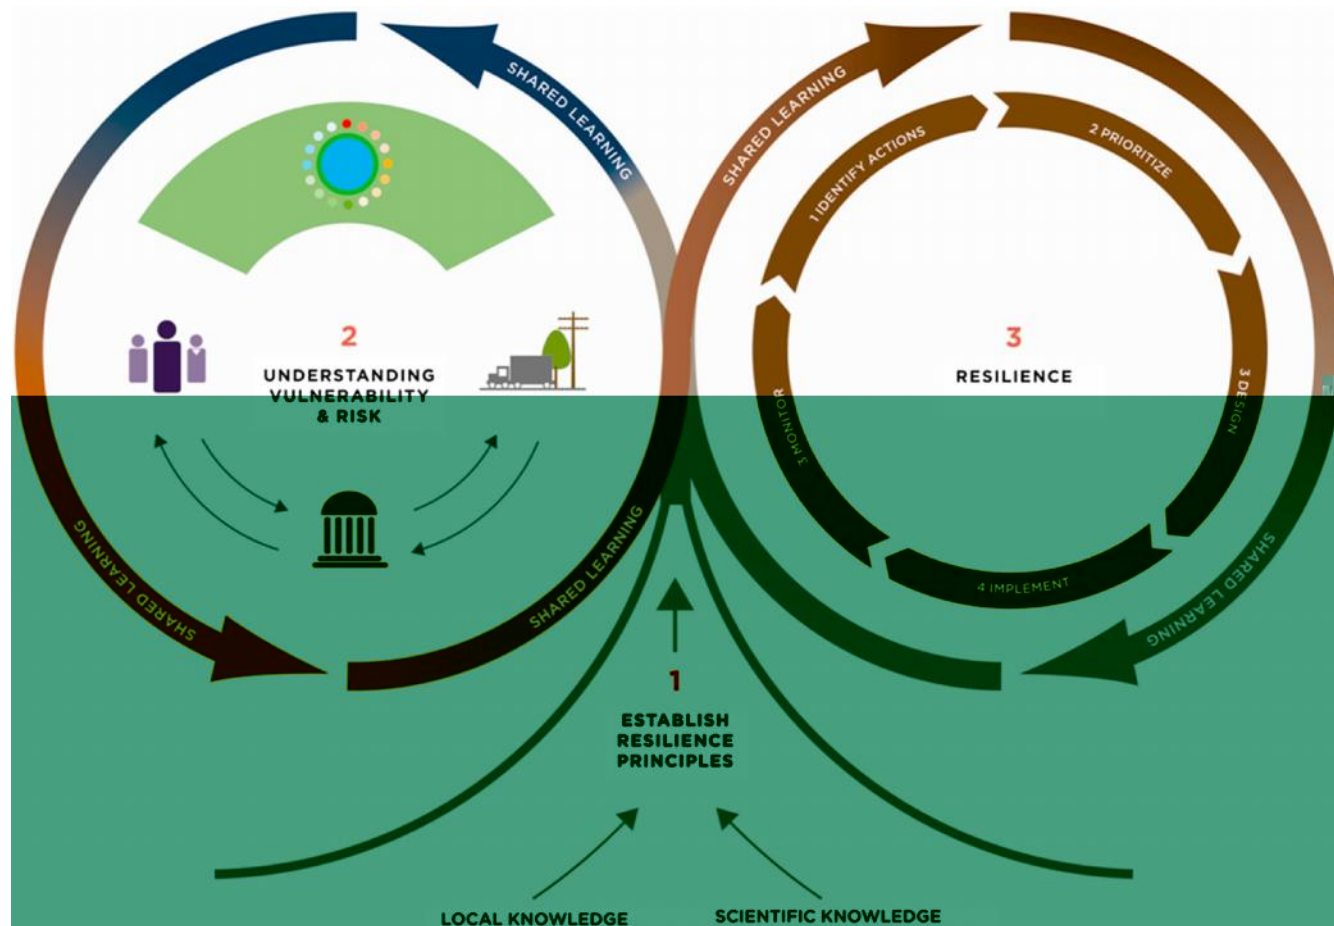 SHARED LEARNING
SHARED LEARNING
1 IDENTIFY ACTIONS
2 PRIORITIZE
2
UNDERSTANDING
VULNERABILITY
& RISK
3
RESILIENCE
3 DESIGN
3 MONITOR
4 IMPLEMENT
SHARED LEARNING
SHARED LEARNING
SHARED LEARNING
1
ESTABLISH
RESILIENCE
PRINCIPLES
LOCAL KNOWLEDGE
SCIENTIFIC KNOWLEDGE